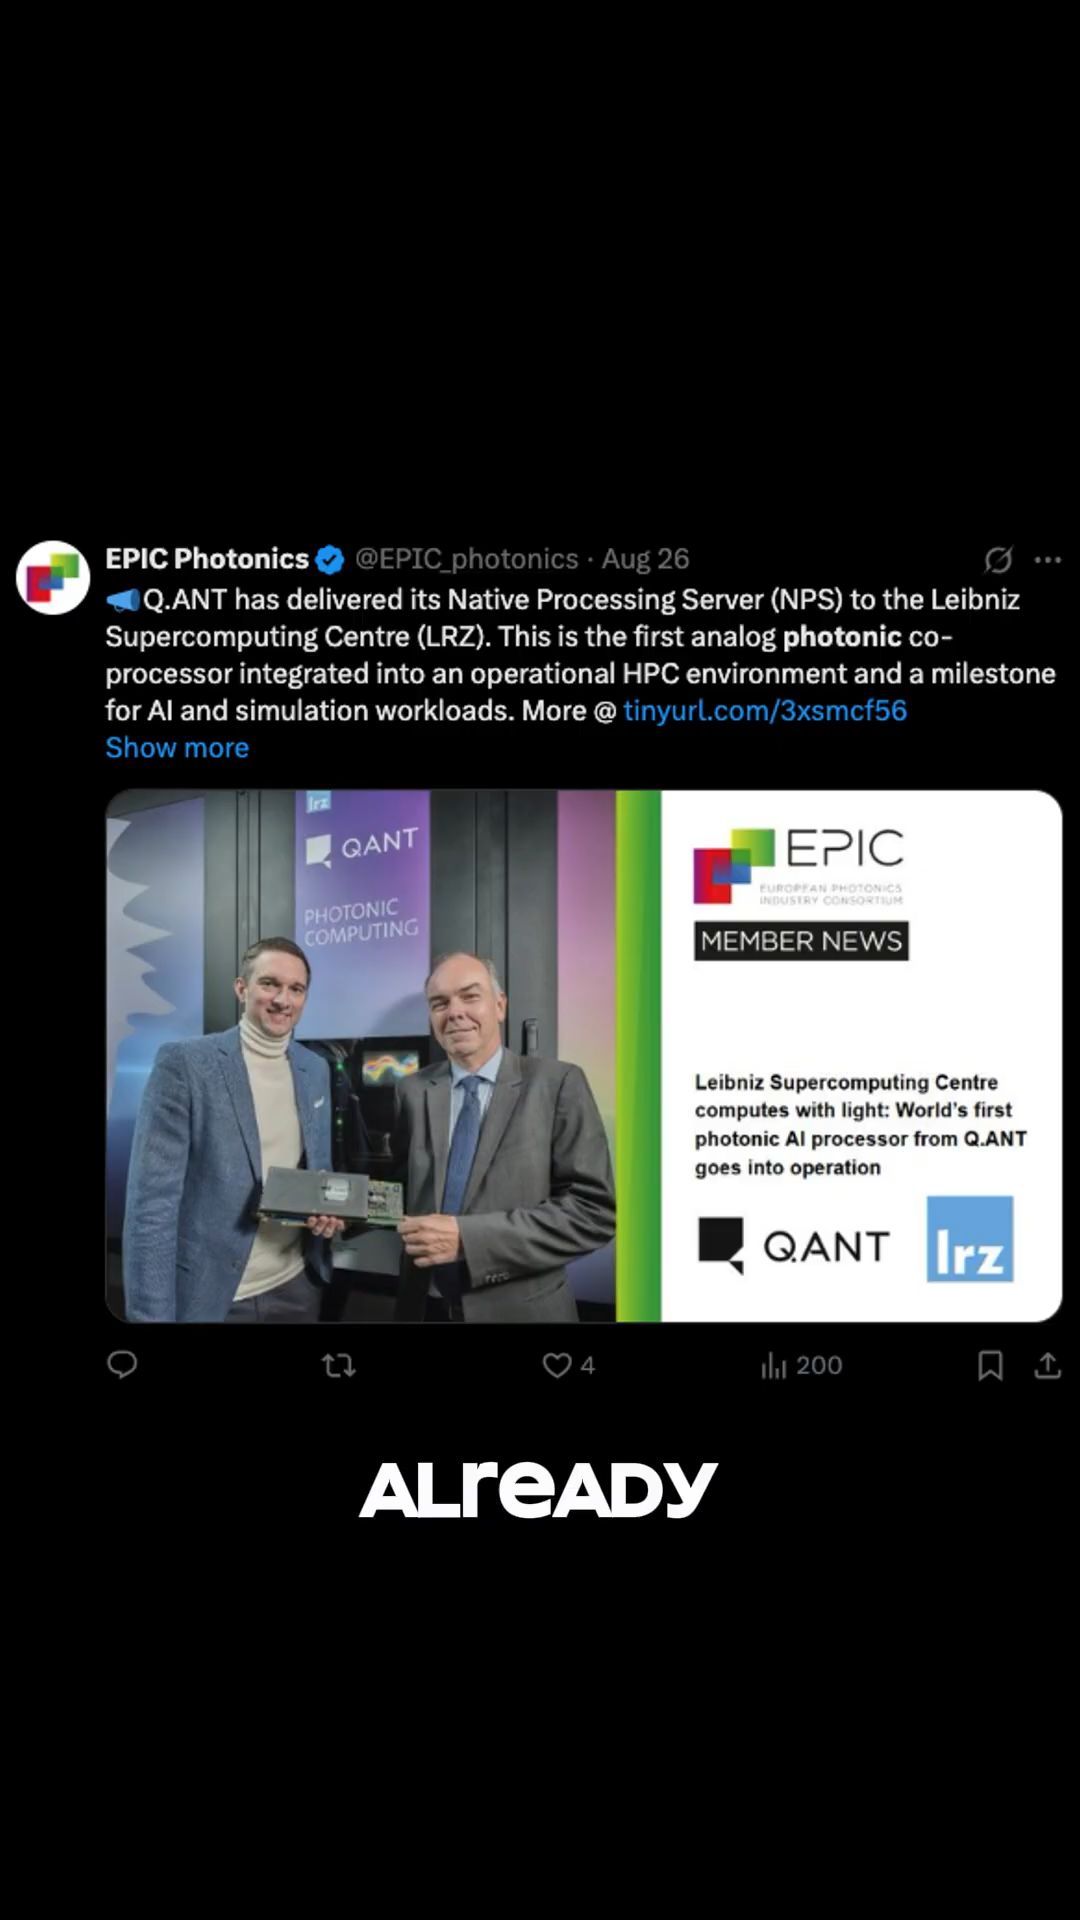 EPIC Photonics @EPIC_photonics · Aug 26
📣Q.ANT has delivered its Native Processing Server (NPS) to the Leibniz
Supercomputing Centre (LRZ). This is the first analog photonic co-
processor integrated into an operational HPC environment and a milestone
for AI and simulation workloads. More @ tinyurl.com/3xsmcf56
Show more
lrz
Q.ANT
PHOTONIC
COMPUTING
EPIC
EUROPEAN PHOTONICS
INDUSTRY CONSORTIUM
MEMBER NEWS
Leibniz Supercomputing Centre
computes with light: World's first
photonic AI processor from Q.ANT
goes into operation
Q.ANT
lrz
4
200
ALreADy